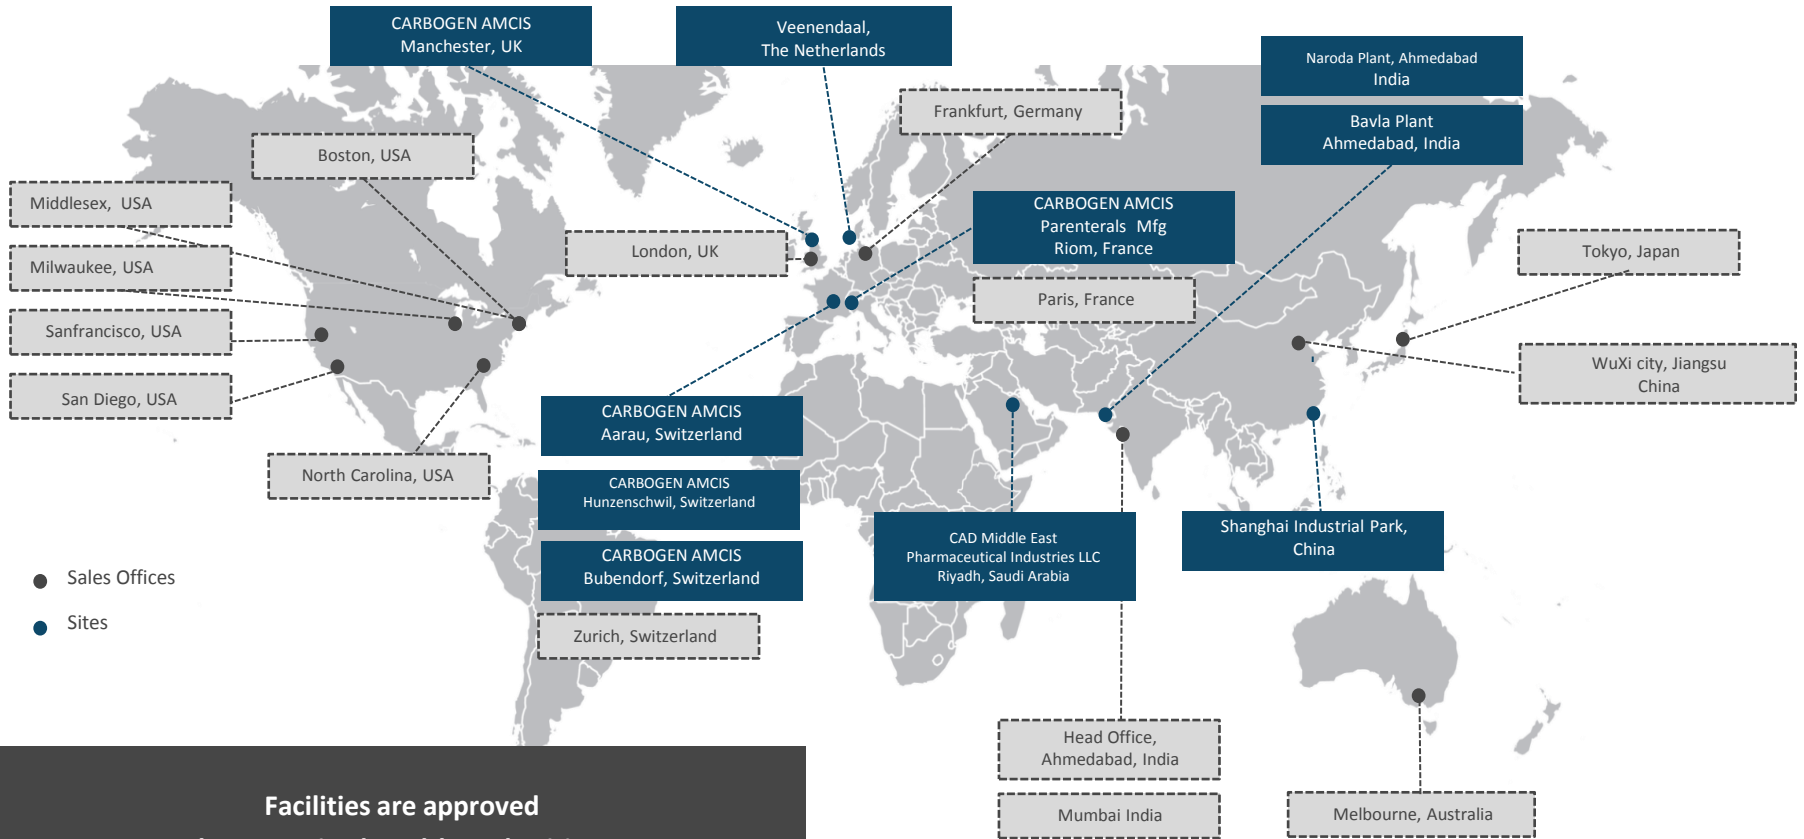 CARBOGEN AMCIS
Manchester, UK
Veenendaal,
The Netherlands
Naroda Plant, Ahmedabad
India
Frankfurt, Germany
Bavla Plant
Ahmedabad, India
Boston, USA
Middlesex, USA
CARBOGEN AMCIS
Parenterals Mfg
Riom, France
London, UK
Tokyo, Japan
Milwaukee, USA
Paris, France
Sanfrancisco, USA
WuXi city, Jiangsu
China
San Diego, USA
CARBOGEN AMCIS
Aarau, Switzerland
North Carolina, USA
CARBOGEN AMCIS
Hunzenschwil, Switzerland
CAD Middle East
Pharmaceutical Industries LLC
Riyadh, Saudi Arabia
Shanghai Industrial Park,
China
CARBOGEN AMCIS
Bubendorf, Switzerland
Sales Offices
Sites
Zurich, Switzerland
Head Office,
Ahmedabad, India
Mumbai India
Melbourne, Australia
Facilities are approved